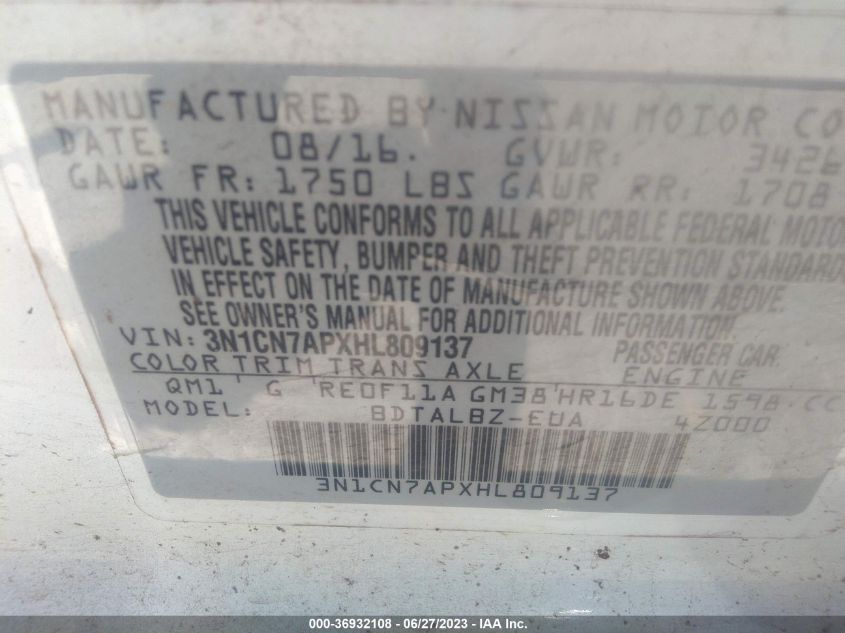 MANUFACTURED BY NISSAN MOTOR CO
DATE: 08/16. GVWR: 3426
GAWR FR: 1750 LBS GAWR RR: 1708
THIS VEHICLE CONFORMS TO ALL APPLICABLE FEDERAL MOTO
VEHICLE SAFETY, BUMPER AND THEFT PREVENTION STANDARD
IN EFFECT ON THE DATE OF MANUFACTURE SHOWN ABOVE.
SEE OWNER'S MANUAL FOR ADDITIONAL INFORMATION.
VIN: 3N1CN7APXHL809137 PASSENGER CAR
COLOR TRIM TRANS AXLE ENGINE
QM1 G RE0F11A GM38 HR16DE 1598.CC
MODEL: BDTALBZ-EUA 4Z000
3N1CN7APXHL809137
000-36932108 - 06/27/2023 - IAA Inc.